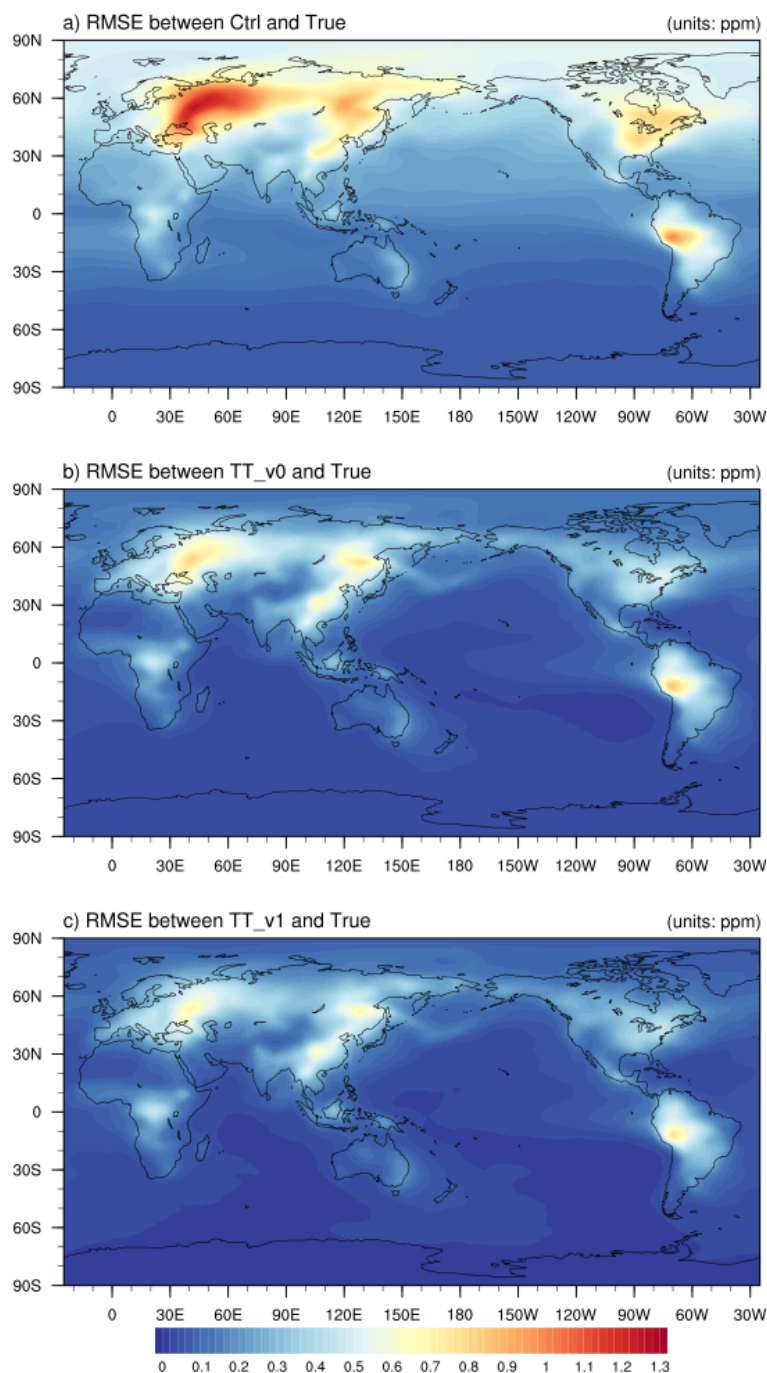 a) RMSE between Ctrl and True (units: ppm)
90N
60N
30N
0
30S
60S
90S
0 30E 60E 90E 120E 150E 180 150W 120W 90W 60W 30W
b) RMSE between TT_v0 and True (units: ppm)
90N
60N
30N
0
30S
60S
90S
0 30E 60E 90E 120E 150E 180 150W 120W 90W 60W 30W
c) RMSE between TT_v1 and True (units: ppm)
90N
60N
30N
0
30S
60S
90S
0 30E 60E 90E 120E 150E 180 150W 120W 90W 60W 30W
0 0.1 0.2 0.3 0.4 0.5 0.6 0.7 0.8 0.9 1 1.1 1.2 1.3